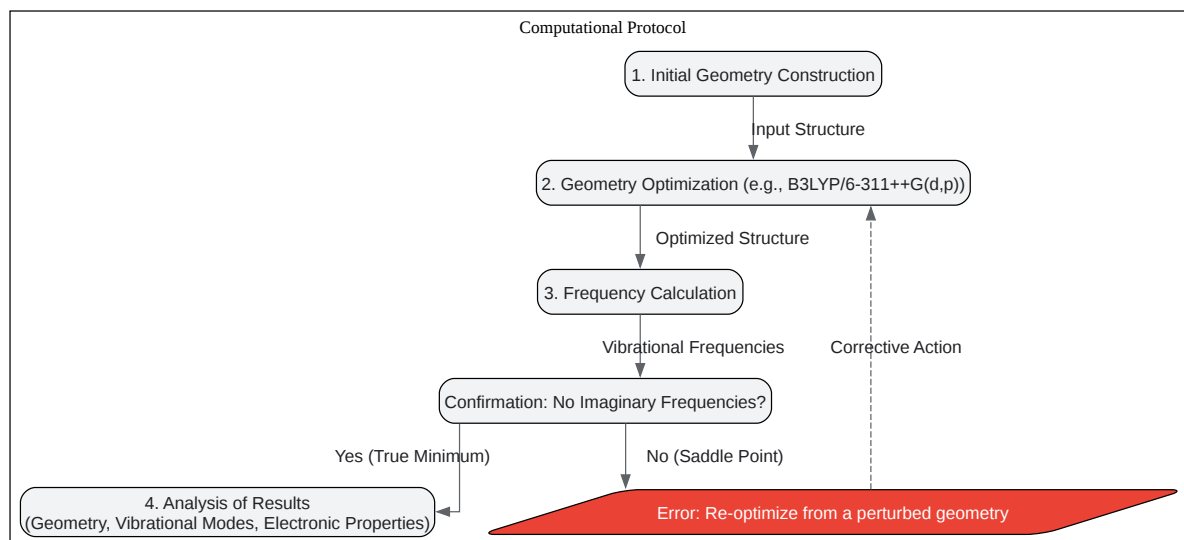 Computational Protocol
1. Initial Geometry Construction
Input Structure
2. Geometry Optimization (e.g., B3LYP/6-311++G(d,p))
Optimized Structure
3. Frequency Calculation
Vibrational Frequencies
Corrective Action
Confirmation: No Imaginary Frequencies?
Yes (True Minimum)
No (Saddle Point)
4. Analysis of Results
(Geometry, Vibrational Modes, Electronic Properties)
Error: Re-optimize from a perturbed geometry